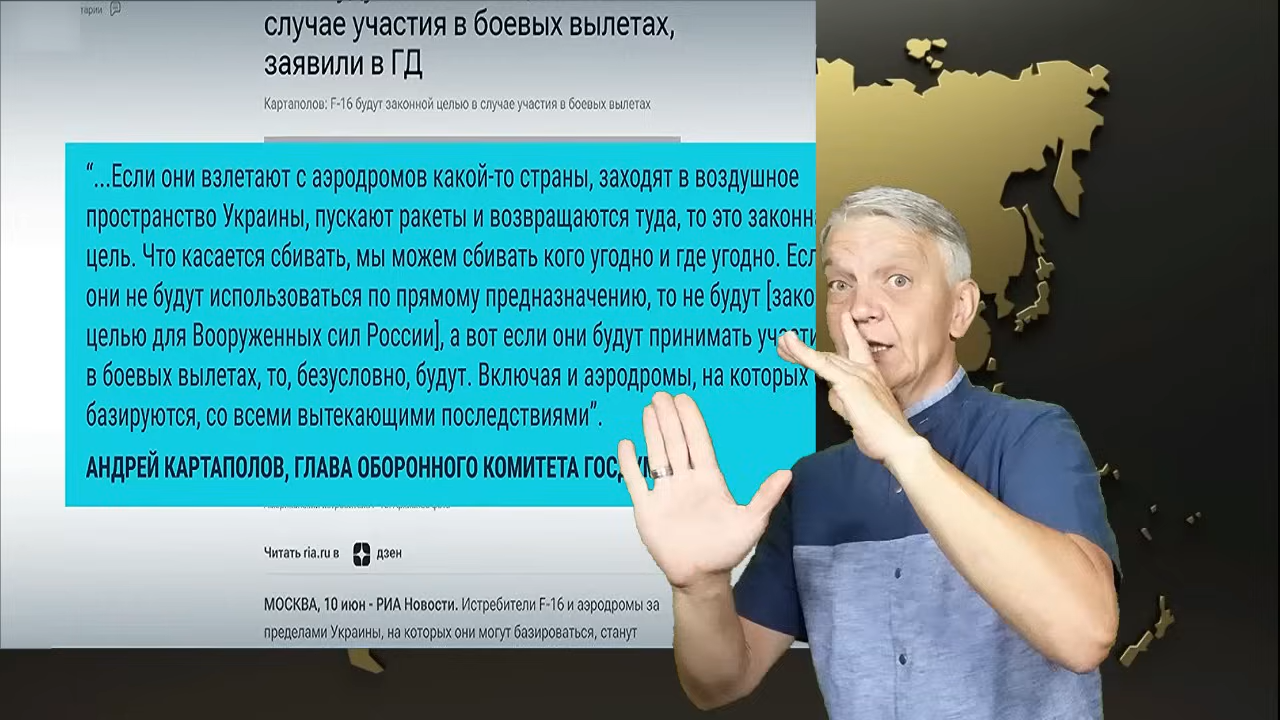 случае участия в боевых вылетах,
заявили в ГД
Картаполов: F-16 будут законной целью в случае участия в боевых вылетах
“...Если они взлетают с аэродромов какой-то страны, заходят в воздушное
пространство Украины, пускают ракеты и возвращаются туда, то это
цель. Что касается сбивать, мы можем сбивать кого угодно и где угодно.
они не будут использоваться по прямому предназначению, то не будут
целью для Вооруженных сил России], а вот если они будут принимать
в боевых вылетах, то, безусловно, будут. Включая и аэродромы, на которых
базируются, со всеми вытекающими последствиями”.
АНДРЕЙ КАРТАПОЛОВ, ГЛАВА ОБОРОННОГО КОМИТЕТА
Читать ria.ru в дзен
МОСКВА, 10 июн - РИА Новости. Истребители F-16 и аэродромы за
пределами Украины, на которых они могут базироваться, станут